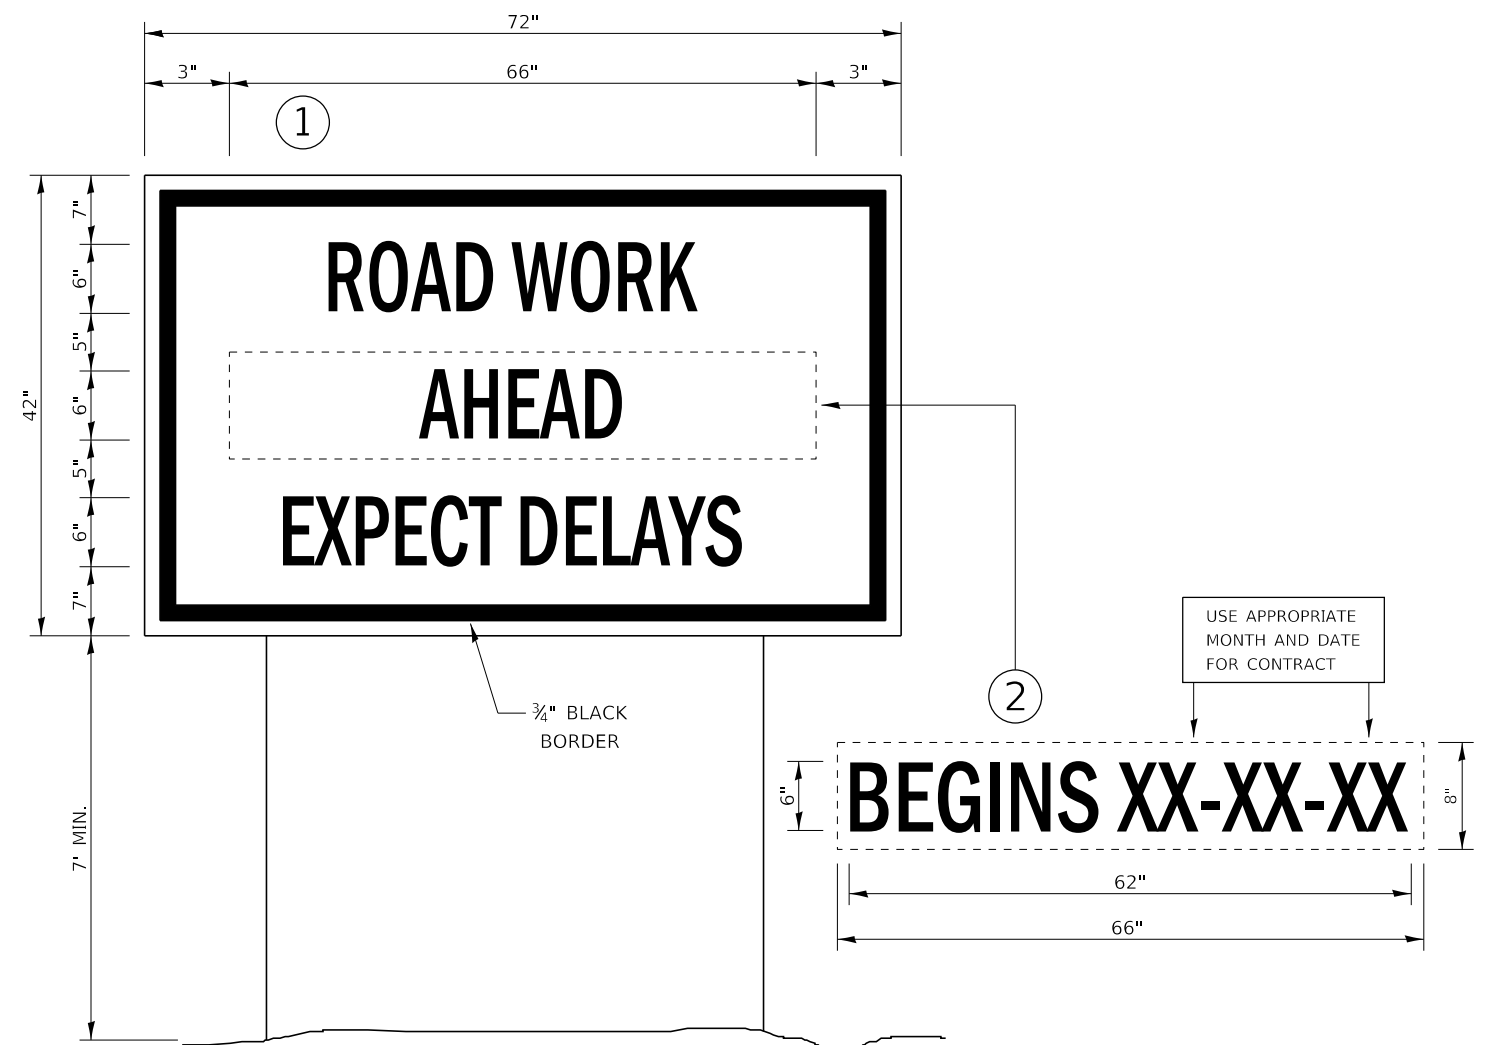 72"
3" 66" 3"
1
7"
6"
5"
6"
5"
6"
7"
42"
ROAD WORK
AHEAD
EXPECT DELAYS
¾" BLACK
BORDER
7' MIN.
2
USE APPROPRIATE
MONTH AND DATE
FOR CONTRACT
BEGINS XX-XX-XX
6"
8"
62"
66"